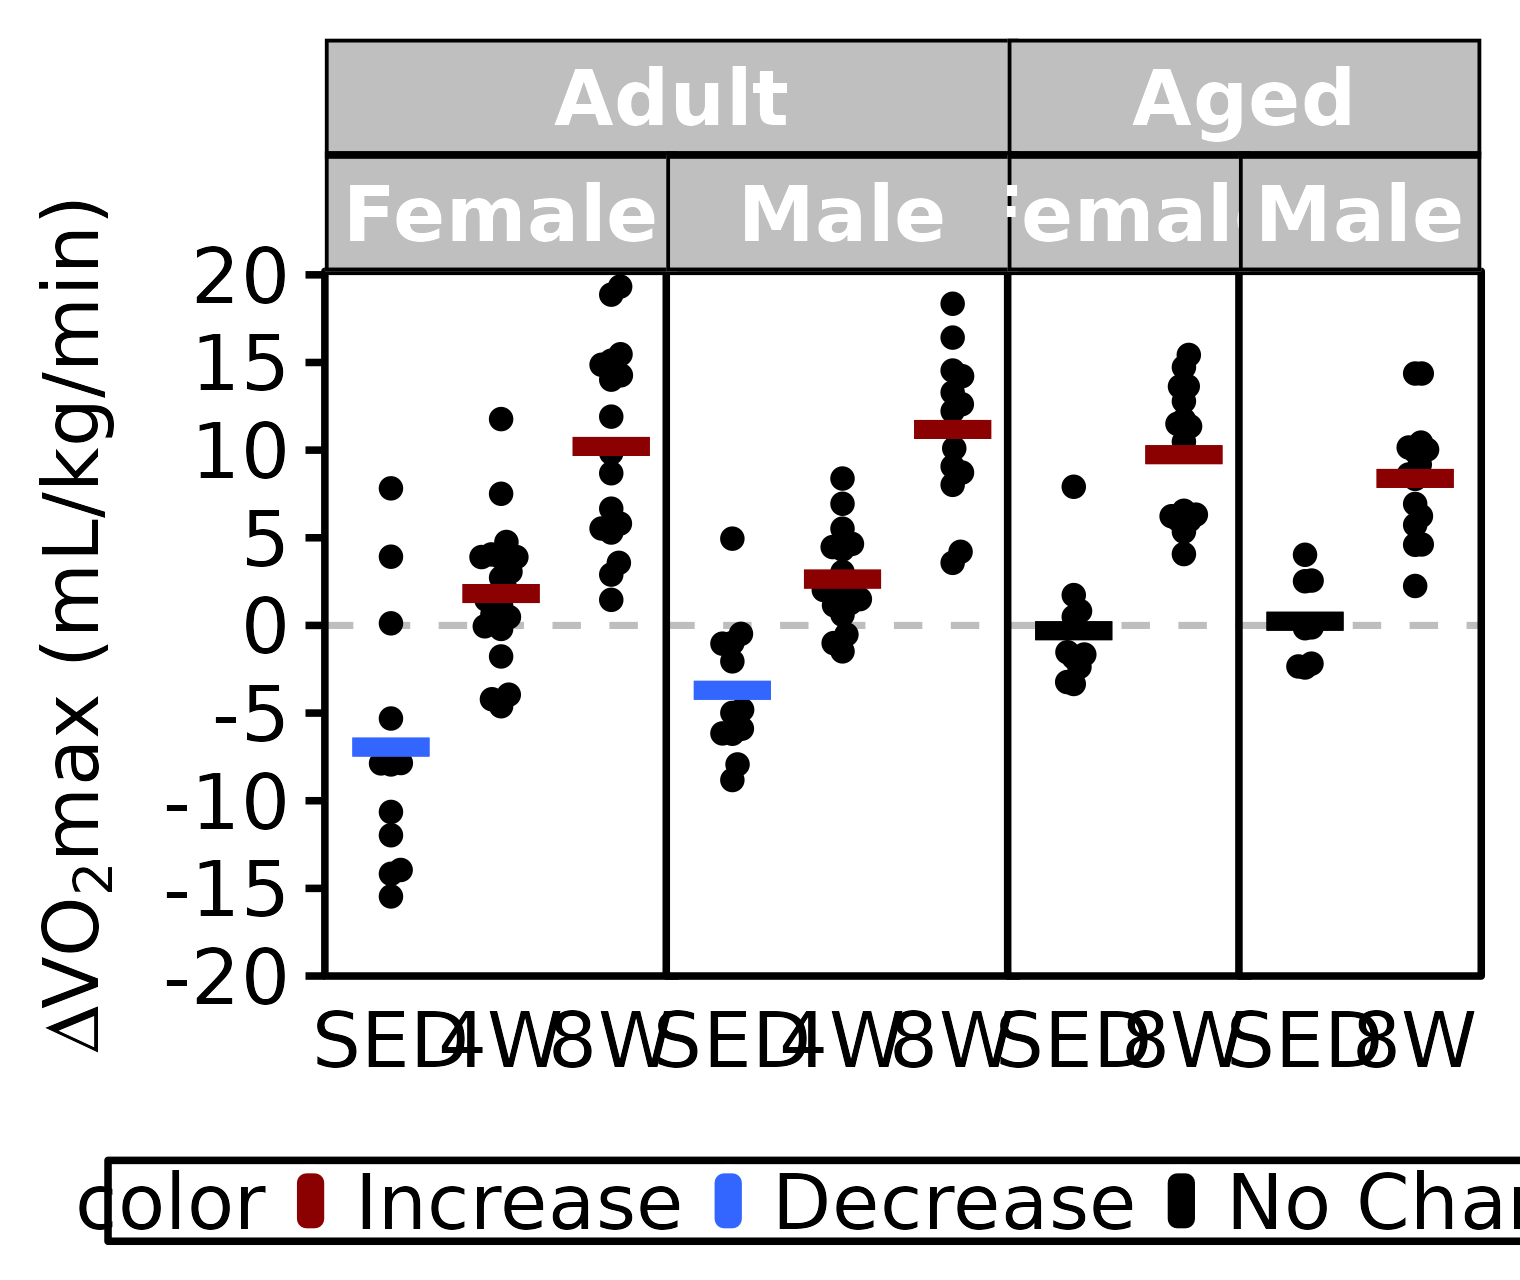 Adult Aged
Female Male Femal Male
ΔVO₂max (mL/kg/min)
20
15
10
5
0
-5
-10
-15
-20
SED 4W 8W SED 4W 8W SED 8W SED 8W
color Increase Decrease No Char